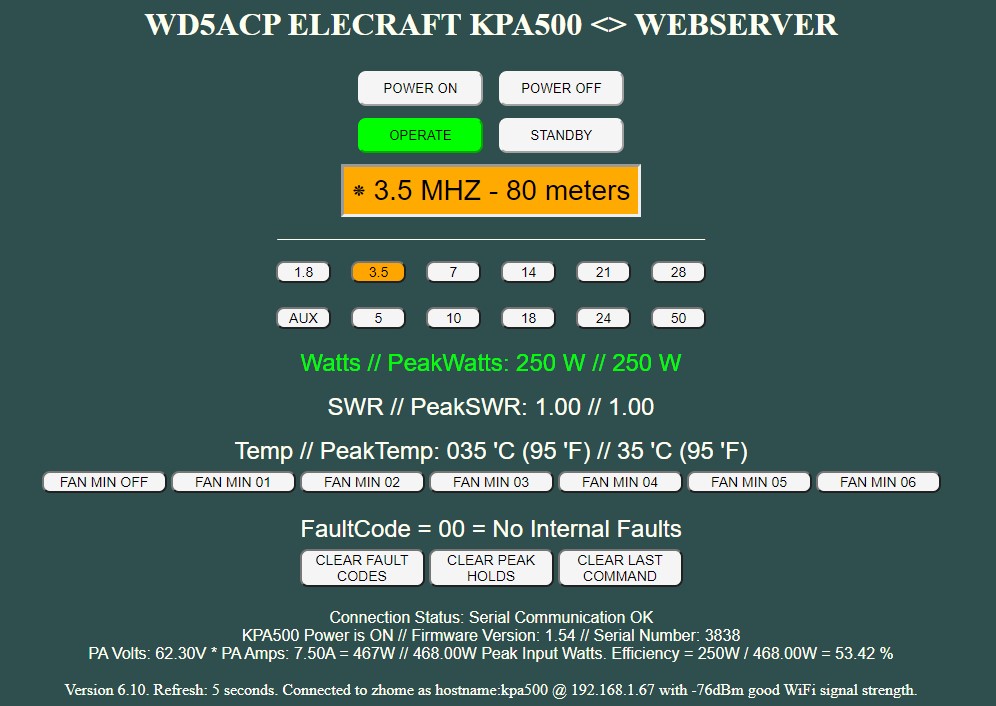 WD5ACP ELECRAFT KPA500 <> WEBSERVER
POWER ON POWER OFF
OPERATE STANDBY
❋ 3.5 MHZ - 80 meters
1.8 3.5 7 14 21 28
AUX 5 10 18 24 50
Watts // PeakWatts: 250 W // 250 W
SWR // PeakSWR: 1.00 // 1.00
Temp // PeakTemp: 035 'C (95 'F) // 35 'C (95 'F)
FAN MIN OFF FAN MIN 01 FAN MIN 02 FAN MIN 03 FAN MIN 04 FAN MIN 05 FAN MIN 06
FaultCode = 00 = No Internal Faults
CLEAR FAULT CODES CLEAR PEAK HOLDS CLEAR LAST COMMAND
Connection Status: Serial Communication OK
KPA500 Power is ON // Firmware Version: 1.54 // Serial Number: 3838
PA Volts: 62.30V * PA Amps: 7.50A = 467W // 468.00W Peak Input Watts. Efficiency = 250W / 468.00W = 53.42 %
Version 6.10. Refresh: 5 seconds. Connected to zhome as hostname:kpa500 @ 192.168.1.67 with -76dBm good WiFi signal strength.